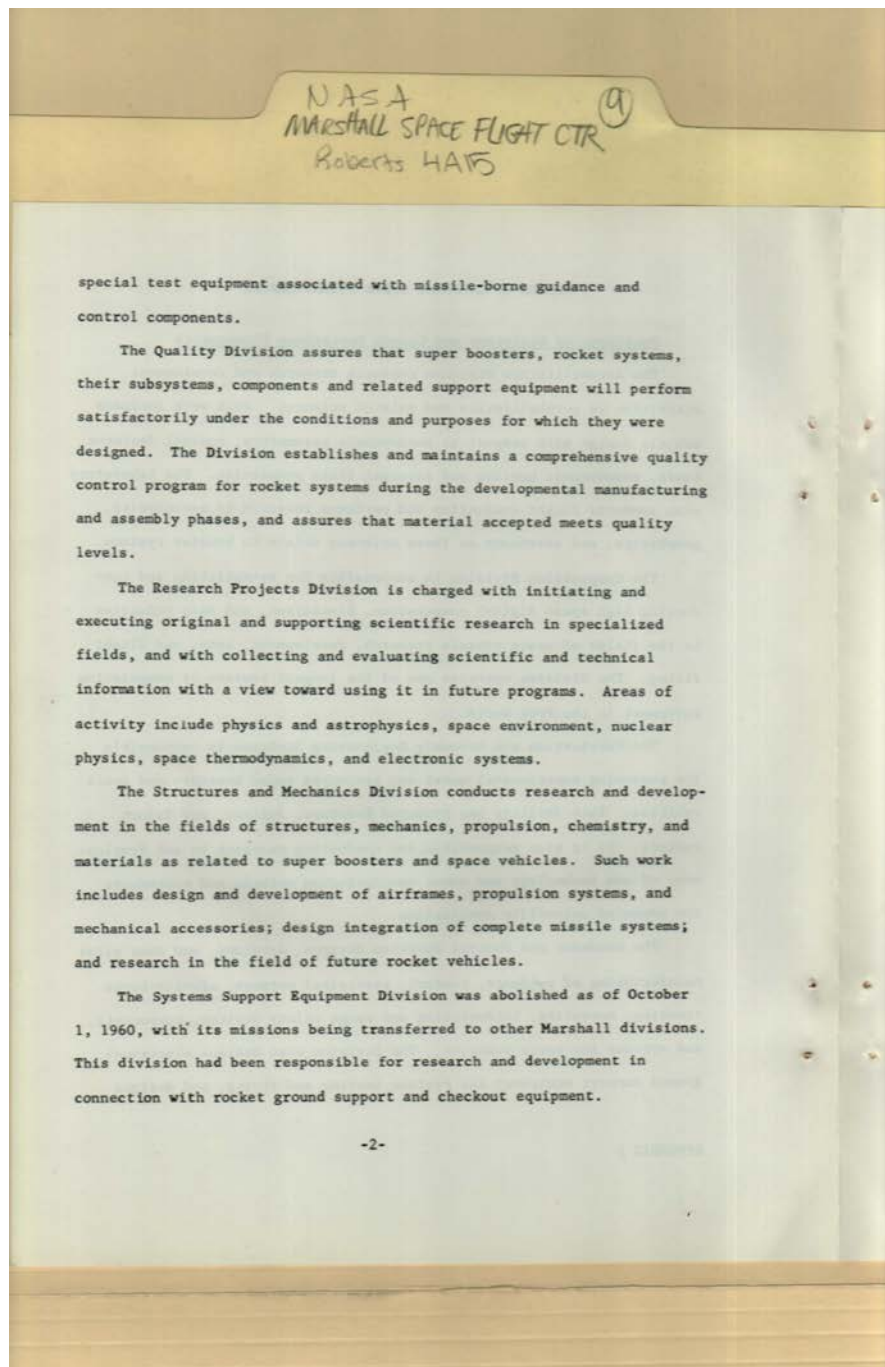 NASA
9
MARSHALL SPACE FLIGHT CTR
Roberts
special test equipment associated with missile-borne guidance and
control components.
The Quality Division assures that super boosters, rocket systems,
their subsystems, components and related support equipment will perform
satisfactorily under the conditions and purposes for which they were
designed. The Division establishes and maintains a comprehensive quality
control program for rocket systems during the developmental manufacturing
and assembly phases, and assures that material accepted meets quality
levels.
The Research Projects Division is charged with initiating and
executing original and supporting scientific research in specialized
fields, and with collecting and evaluating scientific and technical
information with a view toward using it in future programs. Areas of
activity include physics and astrophysics, space environment, nuclear
physics, space thermodynamics, and electronic systems.
The Structures and Mechanics Division conducts research and develop-
ment in the fields of structures, mechanics, propulsion, chemistry, and
materials as related to super boosters and space vehicles. Such work
includes design and development of airframes, propulsion systems, and
mechanical accessories; design integration of complete missile systems;
and research in the field of future rocket vehicles.
The Systems Support Equipment Division was abolished as of October
1, 1960, with its missions being transferred to other Marshall divisions.
This division had been responsible for research and development in
connection with rocket ground support and checkout equipment.
-2-